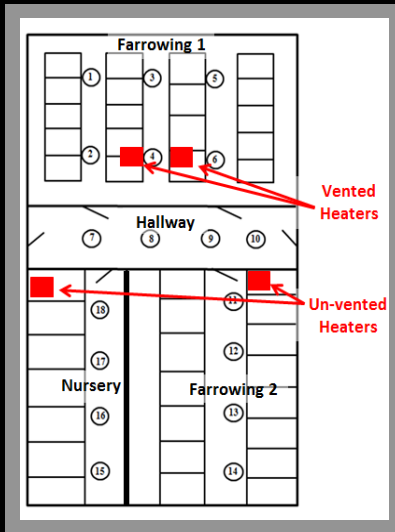 Farrowing 1
1
3
5
2
4
6
Vented
Heaters
Hallway
7
8
9
10
Un-vented
Heaters
11
18
12
17
Nursery
Farrowing 2
16
13
15
14